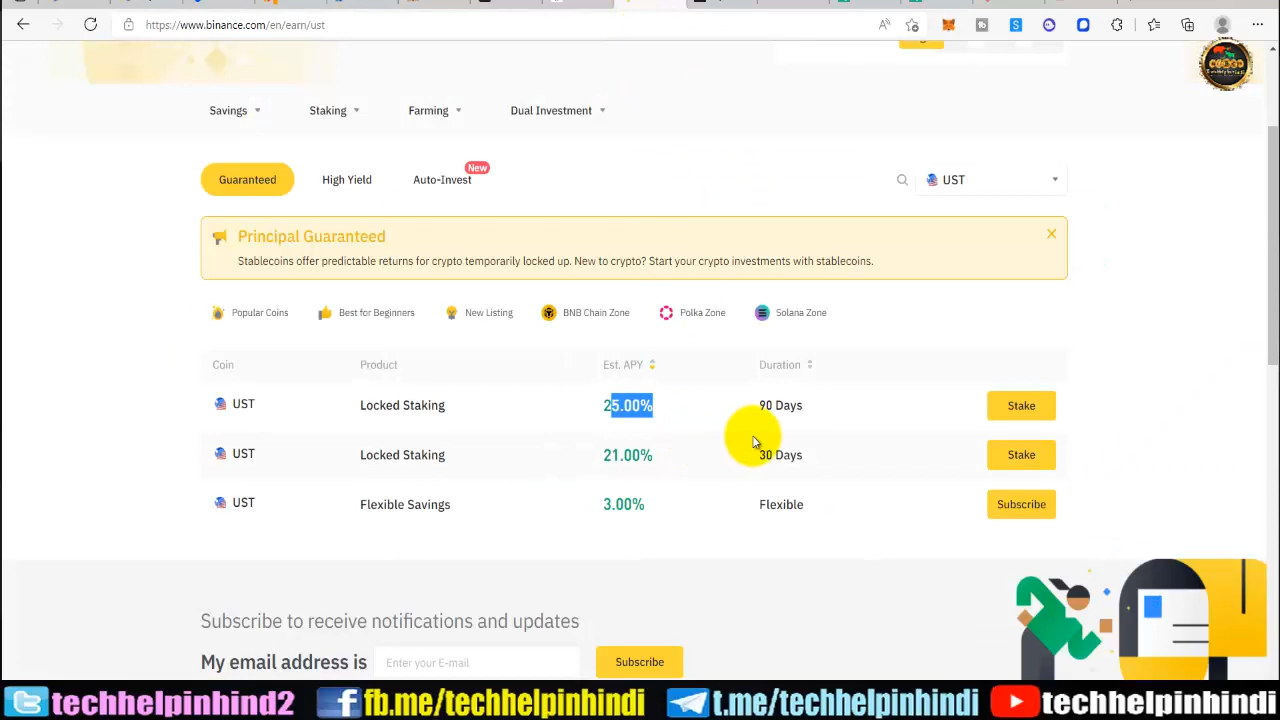 https://www.binance.com/en/earn/ust
Savings
Staking
Farming
Dual Investment
Guaranteed
High Yield
Auto-Invest
New
UST
Principal Guaranteed
Stablecoins offer predictable returns for crypto temporarily locked up. New to crypto? Start your crypto investments with stablecoins.
Popular Coins
Best for Beginners
New Listing
BNB Chain Zone
Polka Zone
Solana Zone
Coin Product Est. APY Duration
UST Locked Staking 25.00% 90 Days Stake
UST Locked Staking 21.00% 30 Days Stake
UST Flexible Savings 3.00% Flexible Subscribe
Subscribe to receive notifications and updates
My email address is Enter your E-mail Subscribe
techhelpinhind2 fb.me/techhelpinhindi t.me/techhelpinhindi techhelpinhindi